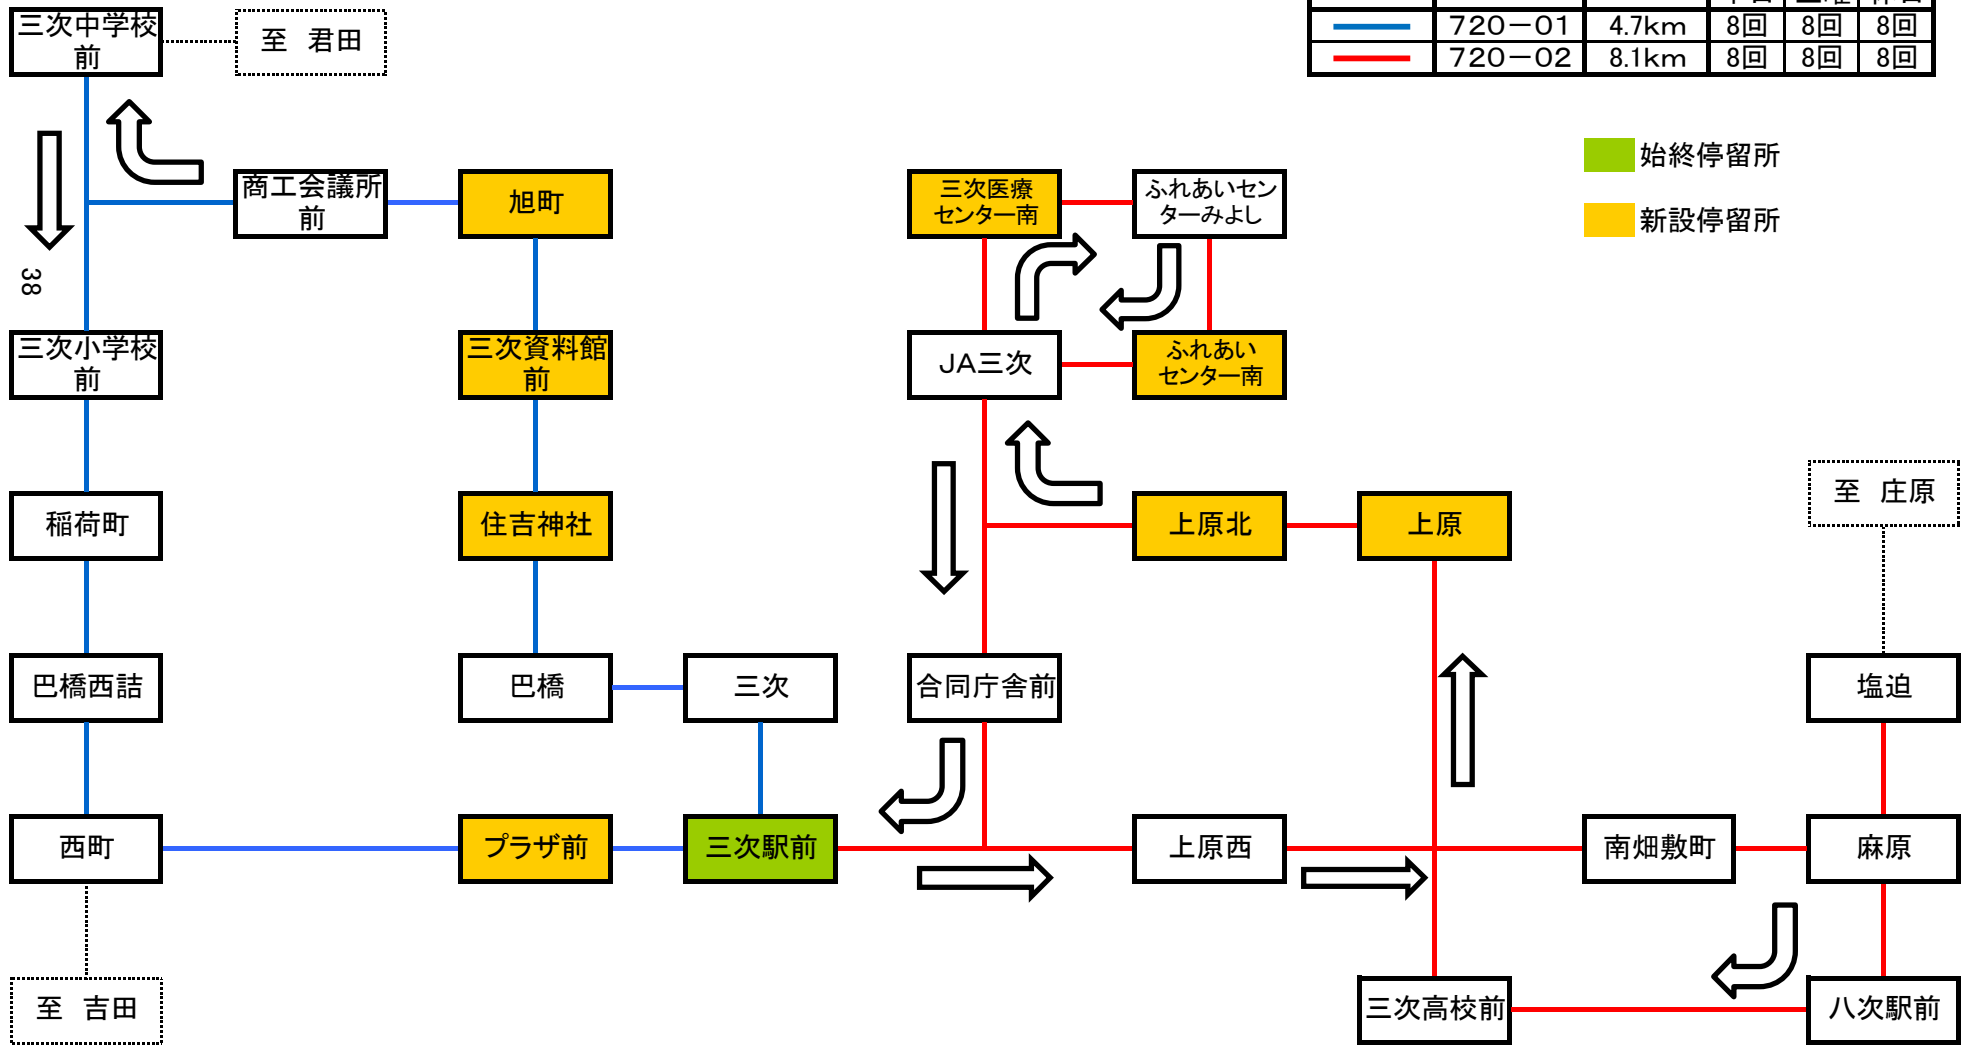 三次中学校
前
至 君田
720-01 4.7km 8回 8回 8回
720-02 8.1km 8回 8回 8回
始終停留所
新設停留所
商工会議所
前
旭町
三次医療
センター南
ふれあいセン
ターみよし
38
三次小学校
前
三次資料館
前
JA三次
ふれあい
センター南
稲荷町
住吉神社
上原北
上原
至 庄原
巴橋西詰
巴橋
三次
合同庁舎前
塩迫
西町
プラザ前
三次駅前
上原西
南畑敷町
麻原
至 吉田
三次高校前
八次駅前